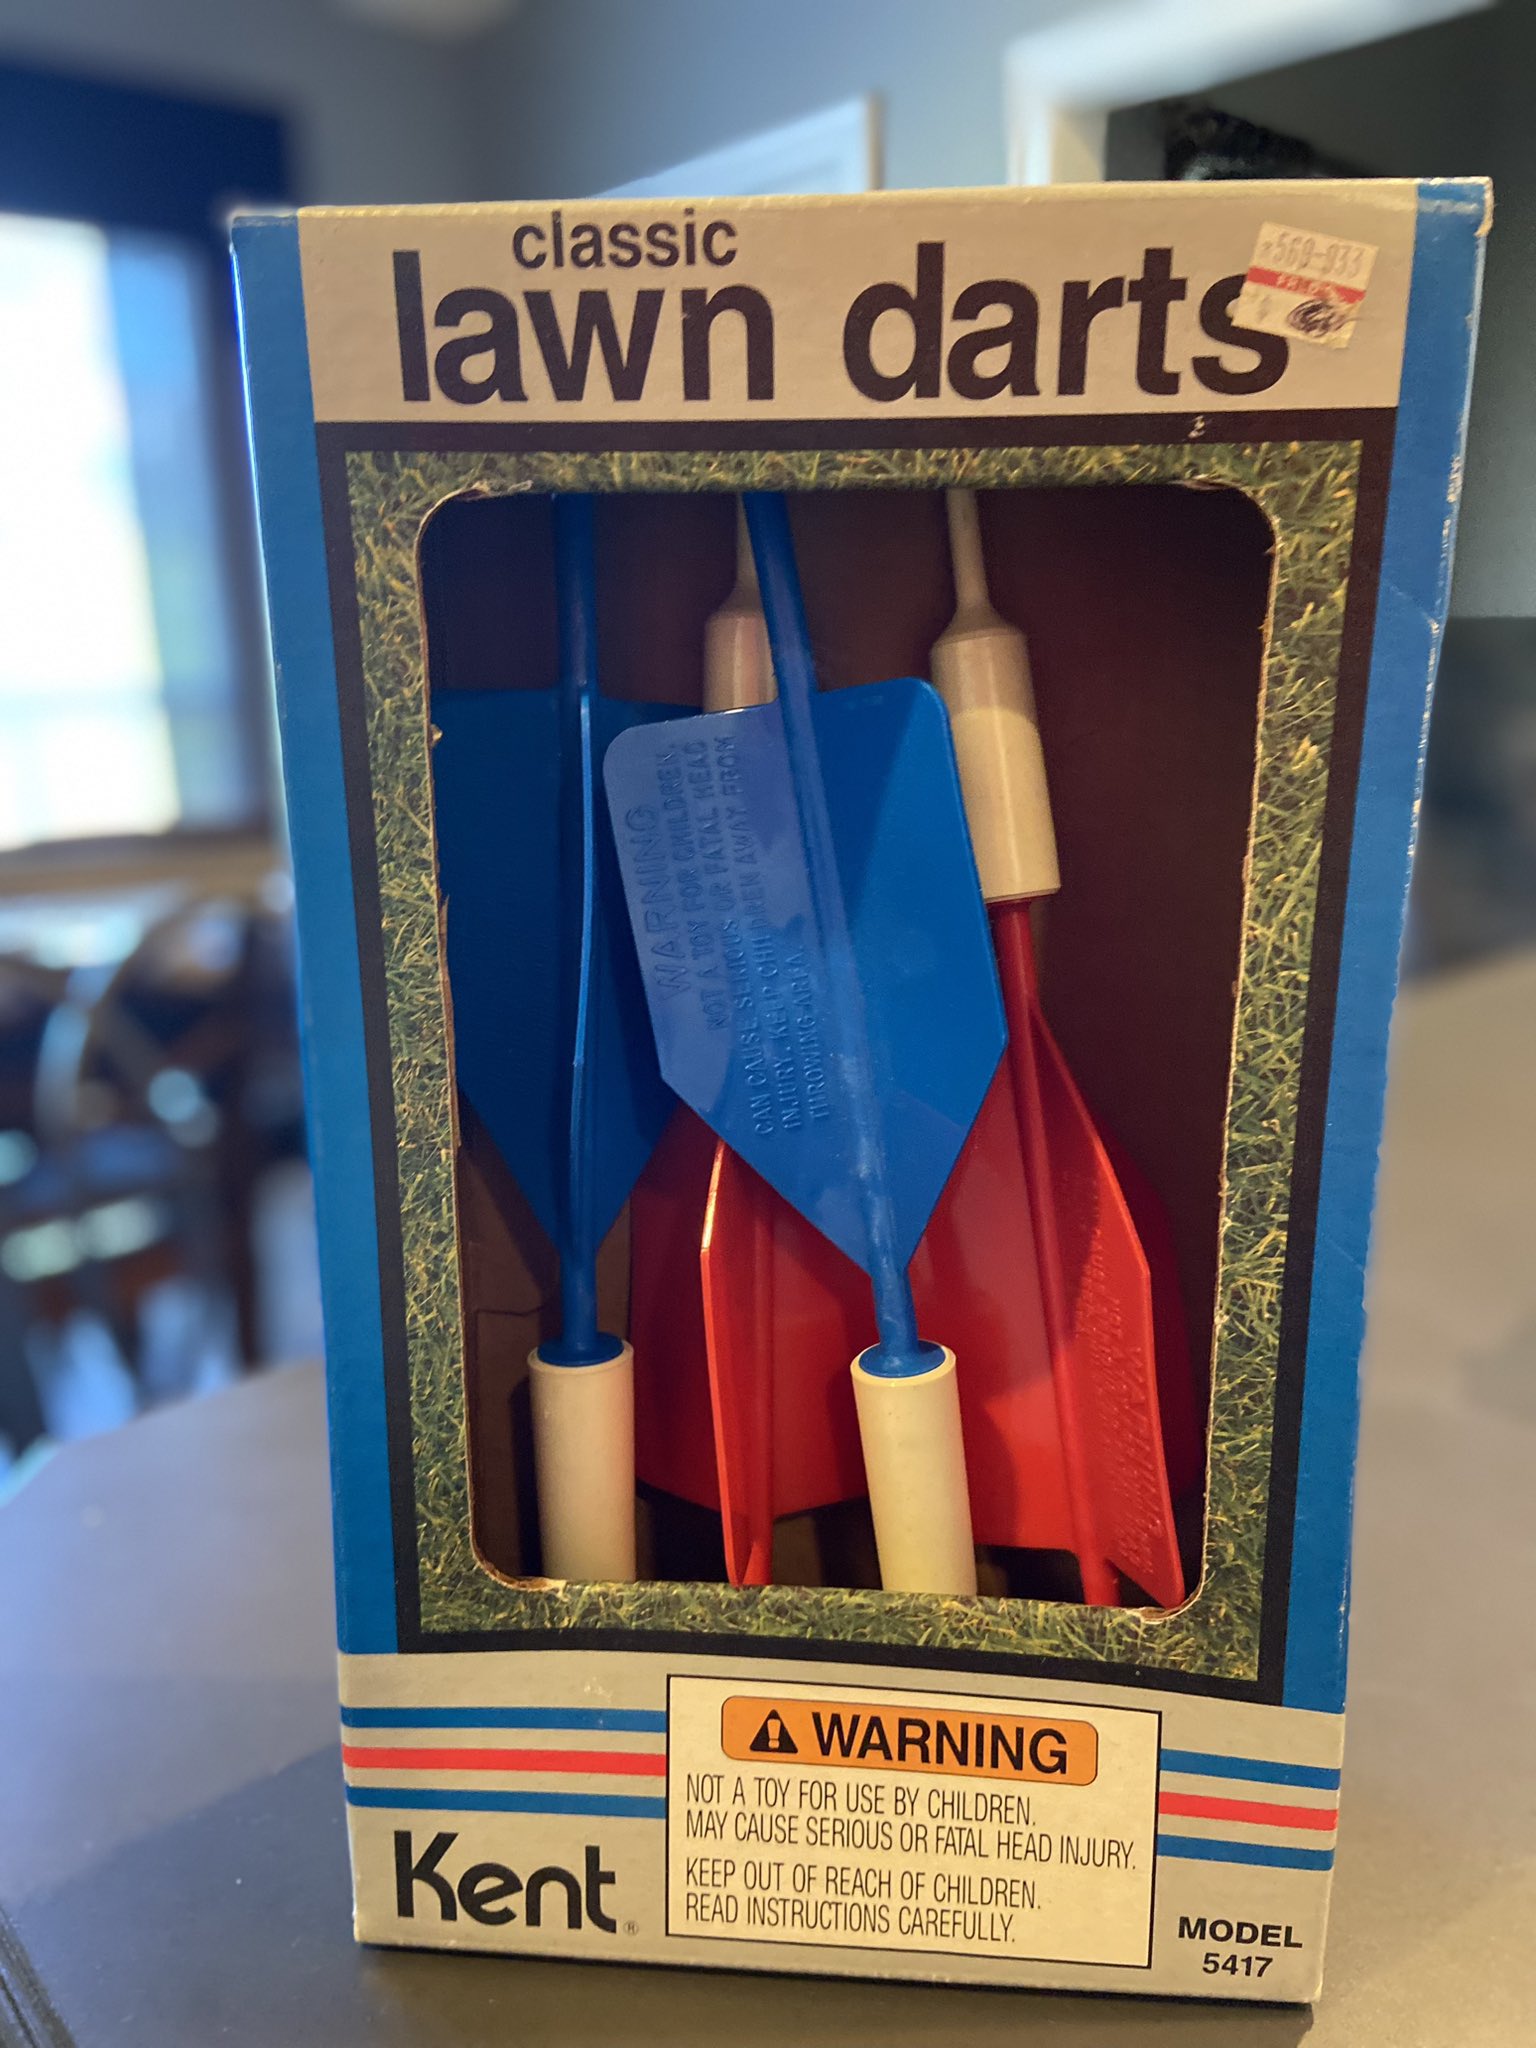 classic
lawn darts
569-933
WARNING
NOT A TOY FOR CHILDREN.
CAN CAUSE SERIOUS OR FATAL HEAD
INJURY. KEEP CHILDREN AWAY FROM
THROWING AREA
WARNING
NOT A TOY FOR USE BY CHILDREN.
MAY CAUSE SERIOUS OR FATAL HEAD INJURY.
KEEP OUT OF REACH OF CHILDREN.
READ INSTRUCTIONS CAREFULLY.
Kent®
MODEL
5417